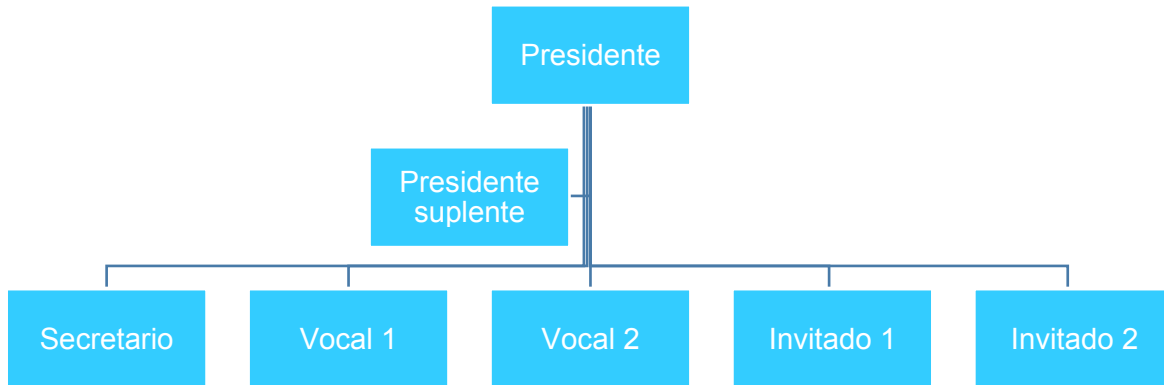 Presidente
Presidente
suplente
Secretario
Vocal 1
Vocal 2
Invitado 1
Invitado 2